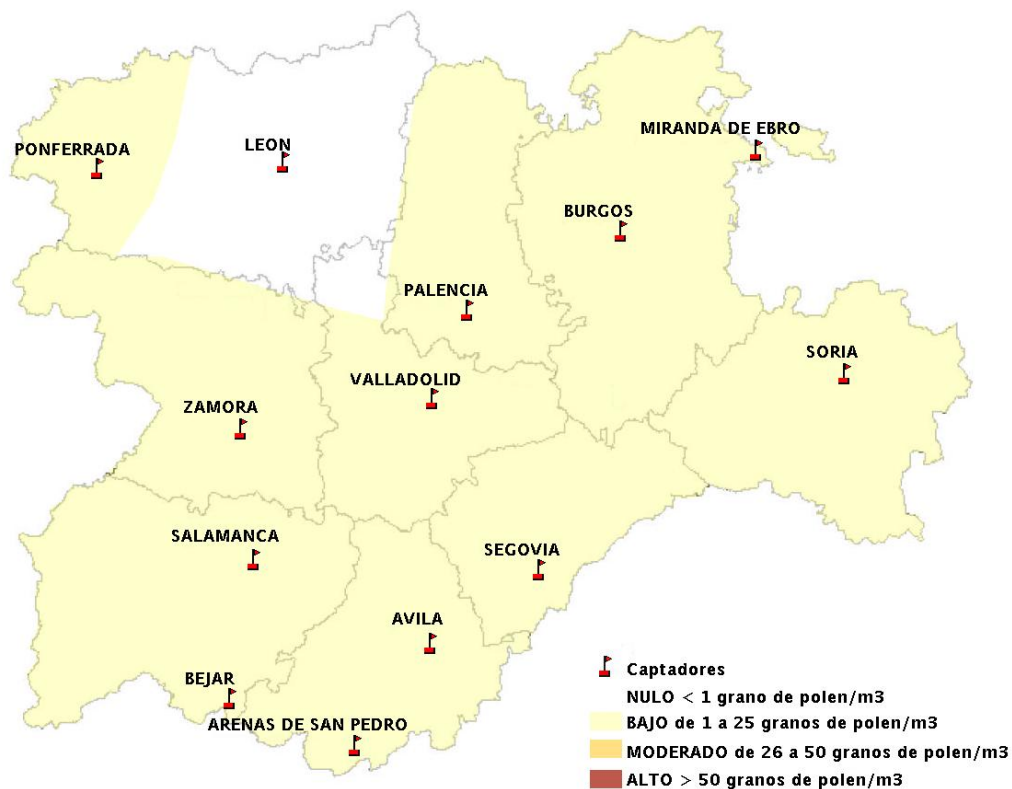 MIRANDA DE EBRO
PONFERRADA
LEON
BURGOS
PALENCIA
SORIA
VALLADOLID
ZAMORA
SALAMANCA
SEGOVIA
AVILA
BEJAR
ARENAS DE SAN PEDRO
Captadores
NULO < 1 grano de polen/m3
BAJO de 1 a 25 granos de polen/m3
MODERADO de 26 a 50 granos de polen/m3
ALTO > 50 granos de polen/m3